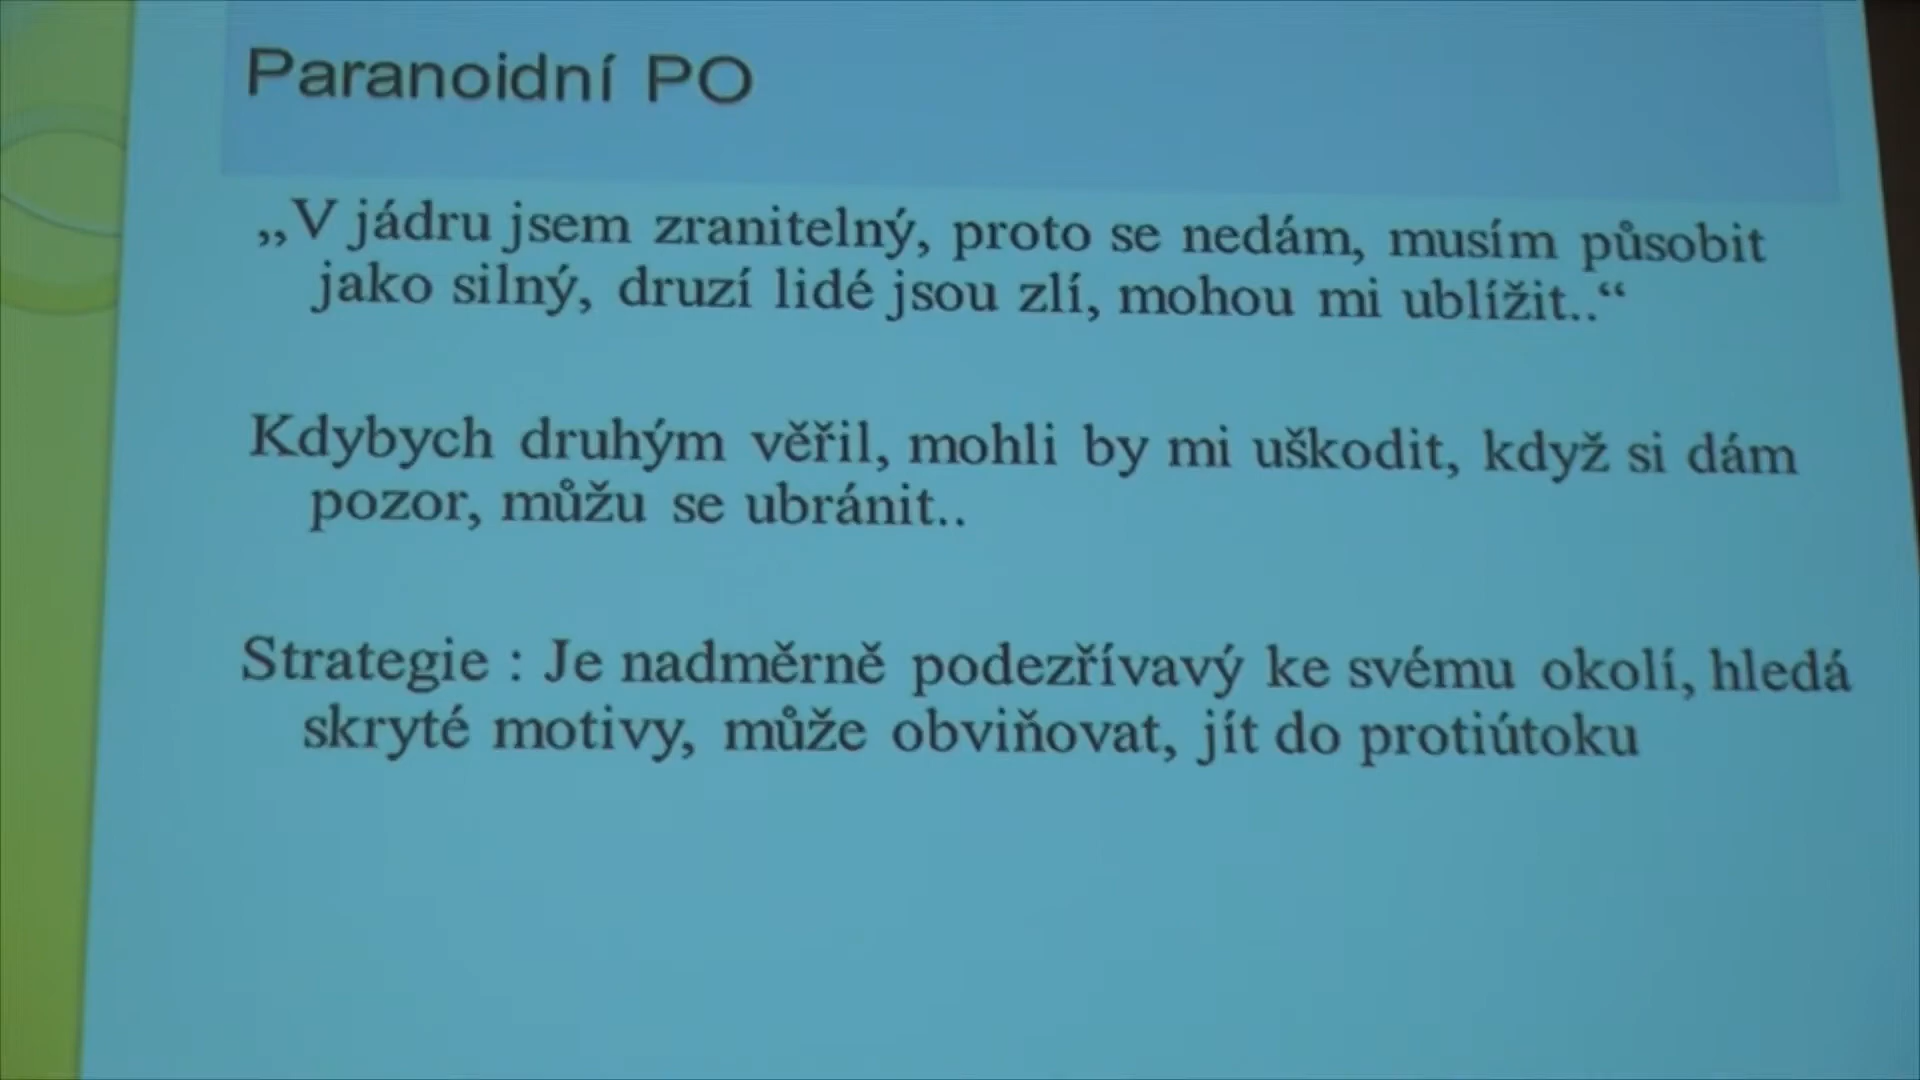 Paranoidní PO
„V jádru jsem zranitelný, proto se nedám, musím působit
jako silný, druzí lidé jsou zlí, mohou mi ublížit..“
Kdybych druhým věřil, mohli by mi uškodit, když si dám
pozor, můžu se ubránit..
Strategie : Je nadměrně podezřívavý ke svému okolí, hledá
skryté motivy, může obviňovat, jít do protiútoku